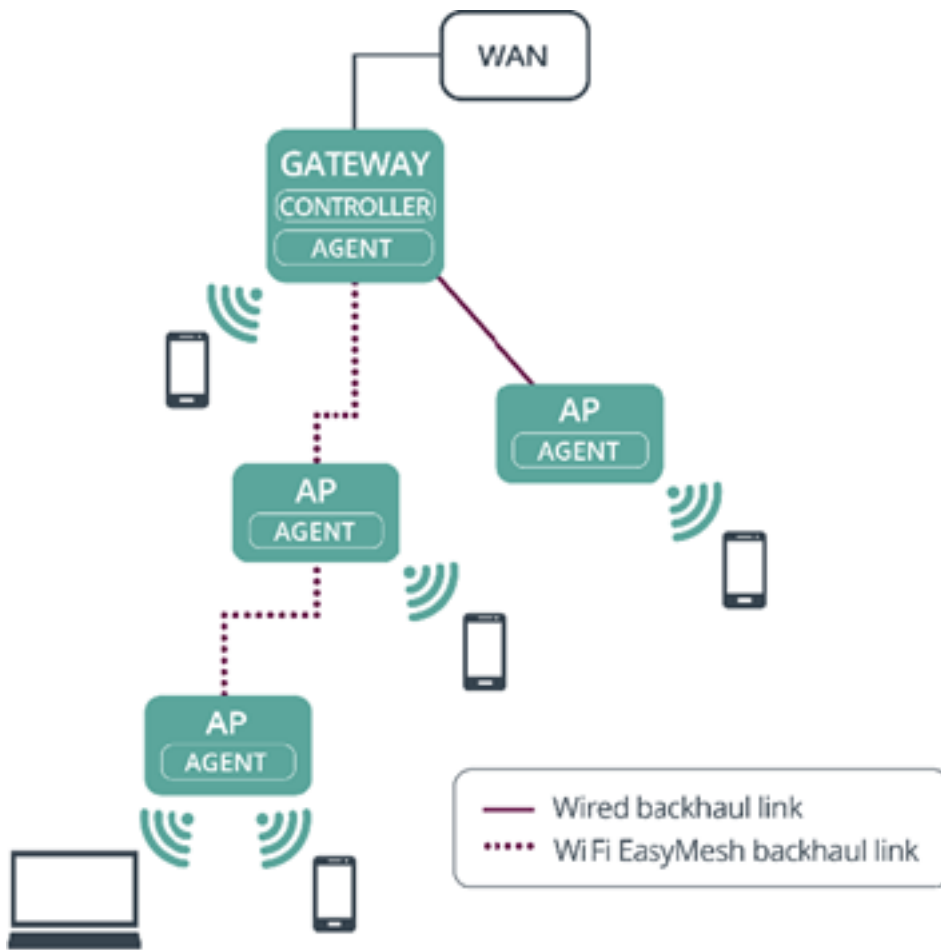 WAN
GATEWAY
CONTROLLER
AGENT
AP
AGENT
AP
AGENT
AP
AGENT
Wired backhaul link
WiFi EasyMesh backhaul link